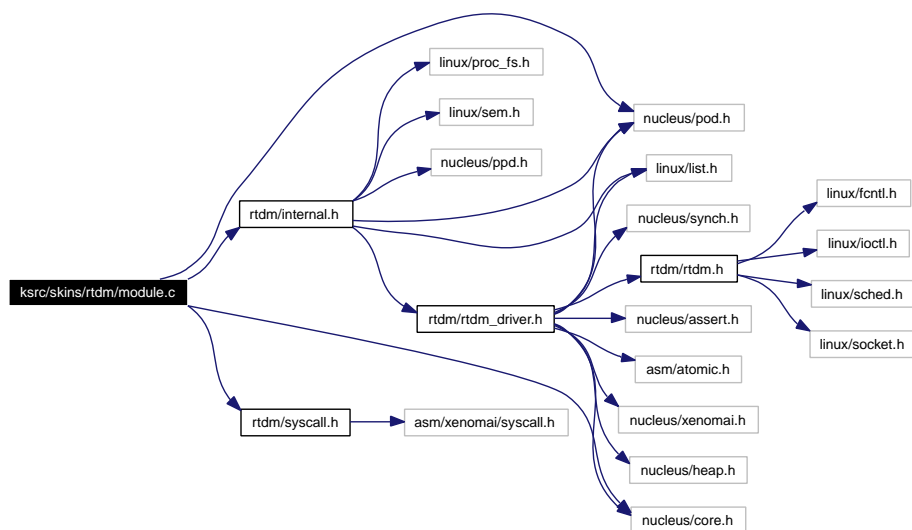 linux/proc_fs.h
linux/sem.h
nucleus/pod.h
nucleus/ppd.h
linux/list.h
linux/fcntl.h
rtdm/internal.h
nucleus/synch.h
linux/ioctl.h
rtdm/rtdm.h
ksrc/skins/rtdm/module.c
linux/sched.h
rtdm/rtdm_driver.h
nucleus/assert.h
linux/socket.h
asm/atomic.h
rtdm/syscall.h
asm/xenomai/syscall.h
nucleus/xenomai.h
nucleus/heap.h
nucleus/core.h